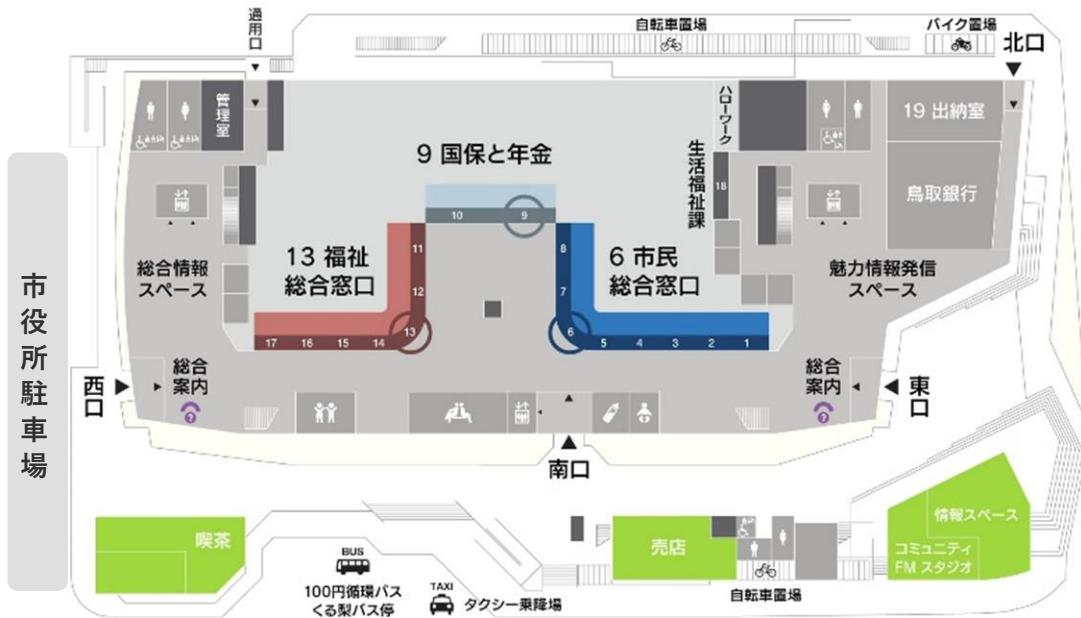 通用口
自転車置場
バイク置場
北口
管理室
ハローワーク
19 出納室
9 国保と年金
生活福祉課
18
鳥取銀行
10
9
13 福祉
総合窓口
11
12
13
14
15
16
17
6 市民
総合窓口
8
7
6
5
4
3
2
1
総合情報
スペース
魅力情報発信
スペース
市役所駐車場
西口
総合
案内
?
総合
案内
?
東口
南口
喫茶
BUS
100円循環バス
くる梨バス停
TAXI
タクシー乗降場
売店
自転車置場
情報スペース
コミュニティ
FM スタジオ